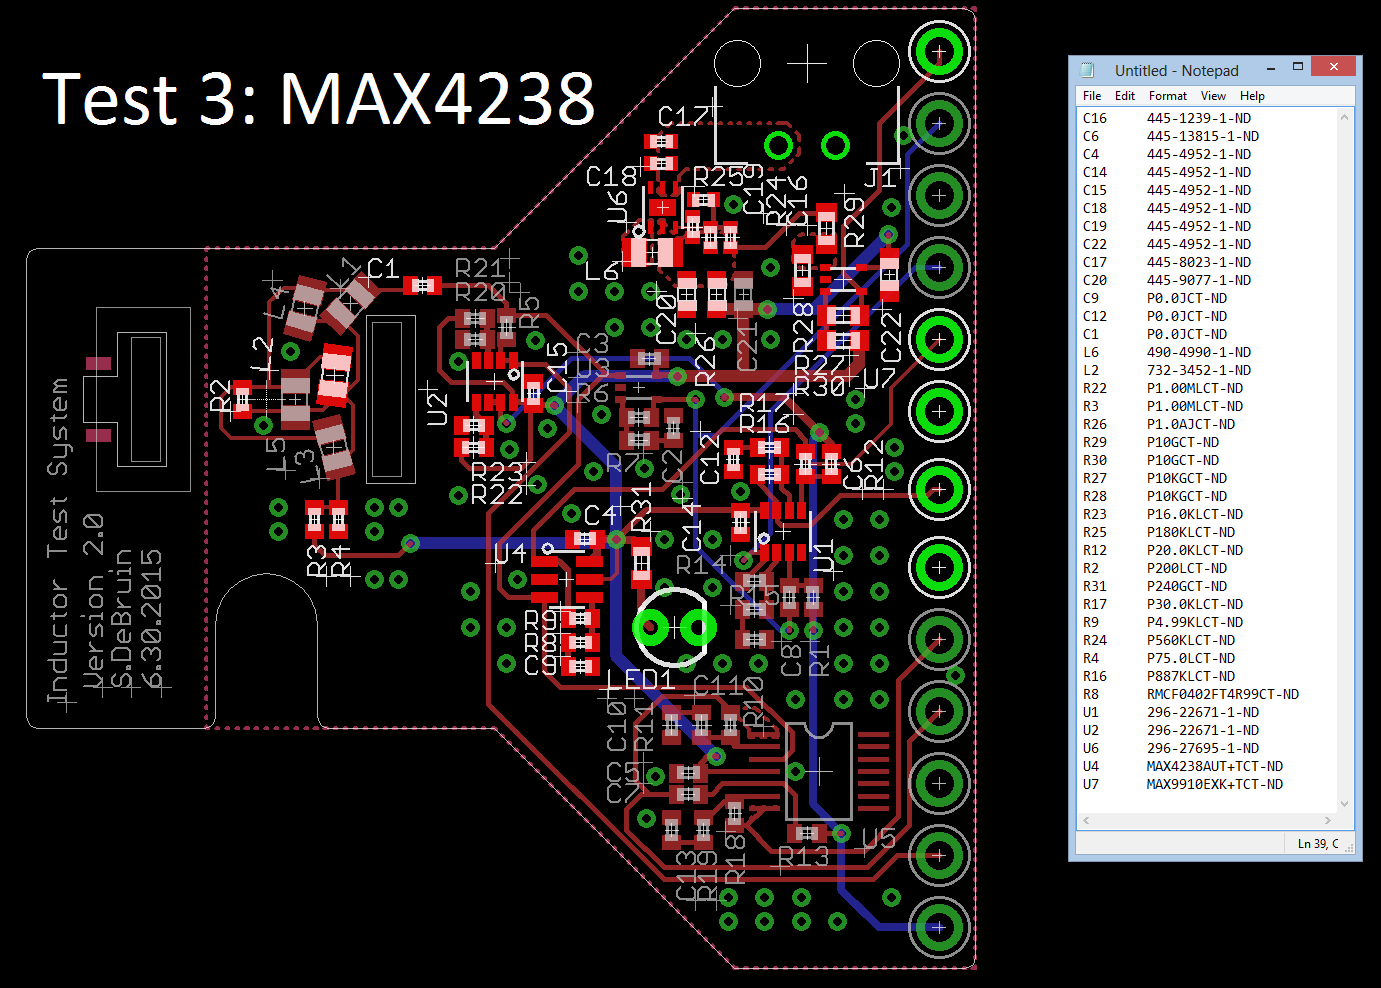 Test 3: MAX4238
C17
C18
R25
C19
R24
C16
J1
U6
R29
L6
K1
C1
L4
R21
R20
R5
C20
C21
R28
C22
L2
C3
U3
R6
C15
R26
R27
R30
U7
R2
U2
R17
R16
L5
L3
R7
C2
C12
C6
R12
R23
R22
R31
C4
C14
U4
U1
R3
R4
R14
R15
R9
R8
C9
C8
R1
LED1
Inductor Test System
Version 2.0
S.DeBruin
6.30.2015
C10
R11
C11
R10
C5
U5
R13
C13
R19
R18
Untitled - Notepad
File Edit Format View Help
C16 445-1239-1-ND
C6 445-13815-1-ND
C4 445-4952-1-ND
C14 445-4952-1-ND
C15 445-4952-1-ND
C18 445-4952-1-ND
C19 445-4952-1-ND
C22 445-4952-1-ND
C17 445-8023-1-ND
C20 445-9077-1-ND
C9 P0.0JCT-ND
C12 P0.0JCT-ND
C1 P0.0JCT-ND
L6 490-4990-1-ND
L2 732-3452-1-ND
R22 P1.00MLCT-ND
R3 P1.00MLCT-ND
R26 P1.0AJCT-ND
R29 P10GCT-ND
R30 P10GCT-ND
R27 P10KGCT-ND
R28 P10KGCT-ND
R23 P16.0KLCT-ND
R25 P180KLCT-ND
R12 P20.0KLCT-ND
R2 P200LCT-ND
R31 P240GCT-ND
R17 P30.0KLCT-ND
R9 P4.99KLCT-ND
R24 P560KLCT-ND
R4 P75.0LCT-ND
R16 P887KLCT-ND
R8 RMCF0402FT4R99CT-ND
U1 296-22671-1-ND
U2 296-22671-1-ND
U6 296-27695-1-ND
U4 MAX4238AUT+TCT-ND
U7 MAX9910EXK+TCT-ND
Ln 39, C